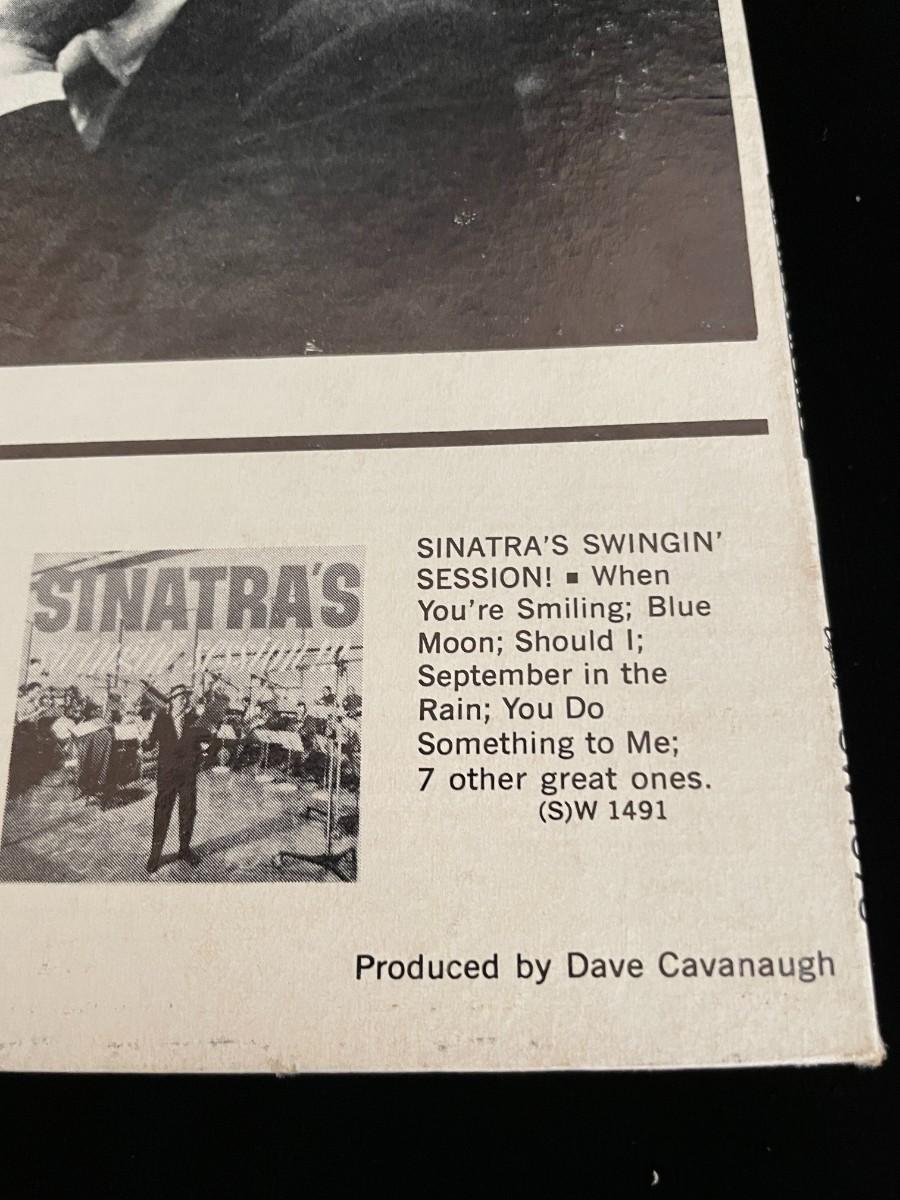 SINATRA'S
SINATRA'S SWINGIN'
SESSION! ■ When
You're Smiling; Blue
Moon; Should I;
September in the
Rain; You Do
Something to Me;
7 other great ones.
(S)W 1491
Produced by Dave Cavanaugh